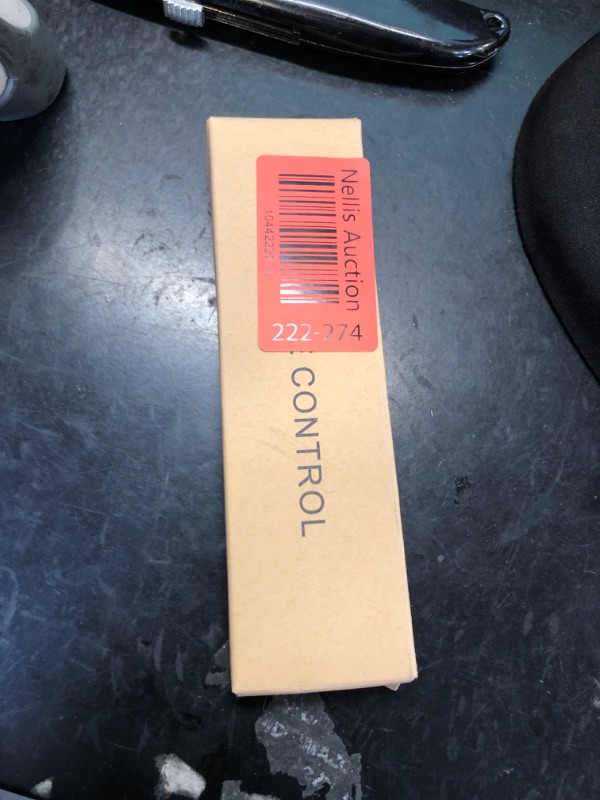 Nellis Auction
222-274
CONTROL